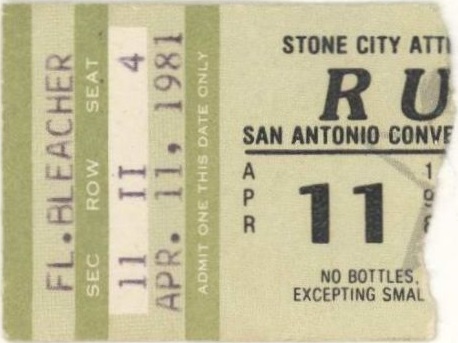 FL.BLEACHER
SEC ROW SEAT
11 II 4
APR. 11, 1981
ADMIT ONE THIS DATE ONLY
STONE CITY ATT
RU
SAN ANTONIO CONVE
APR
11
NO BOTTLES,
EXCEPTING SMAL